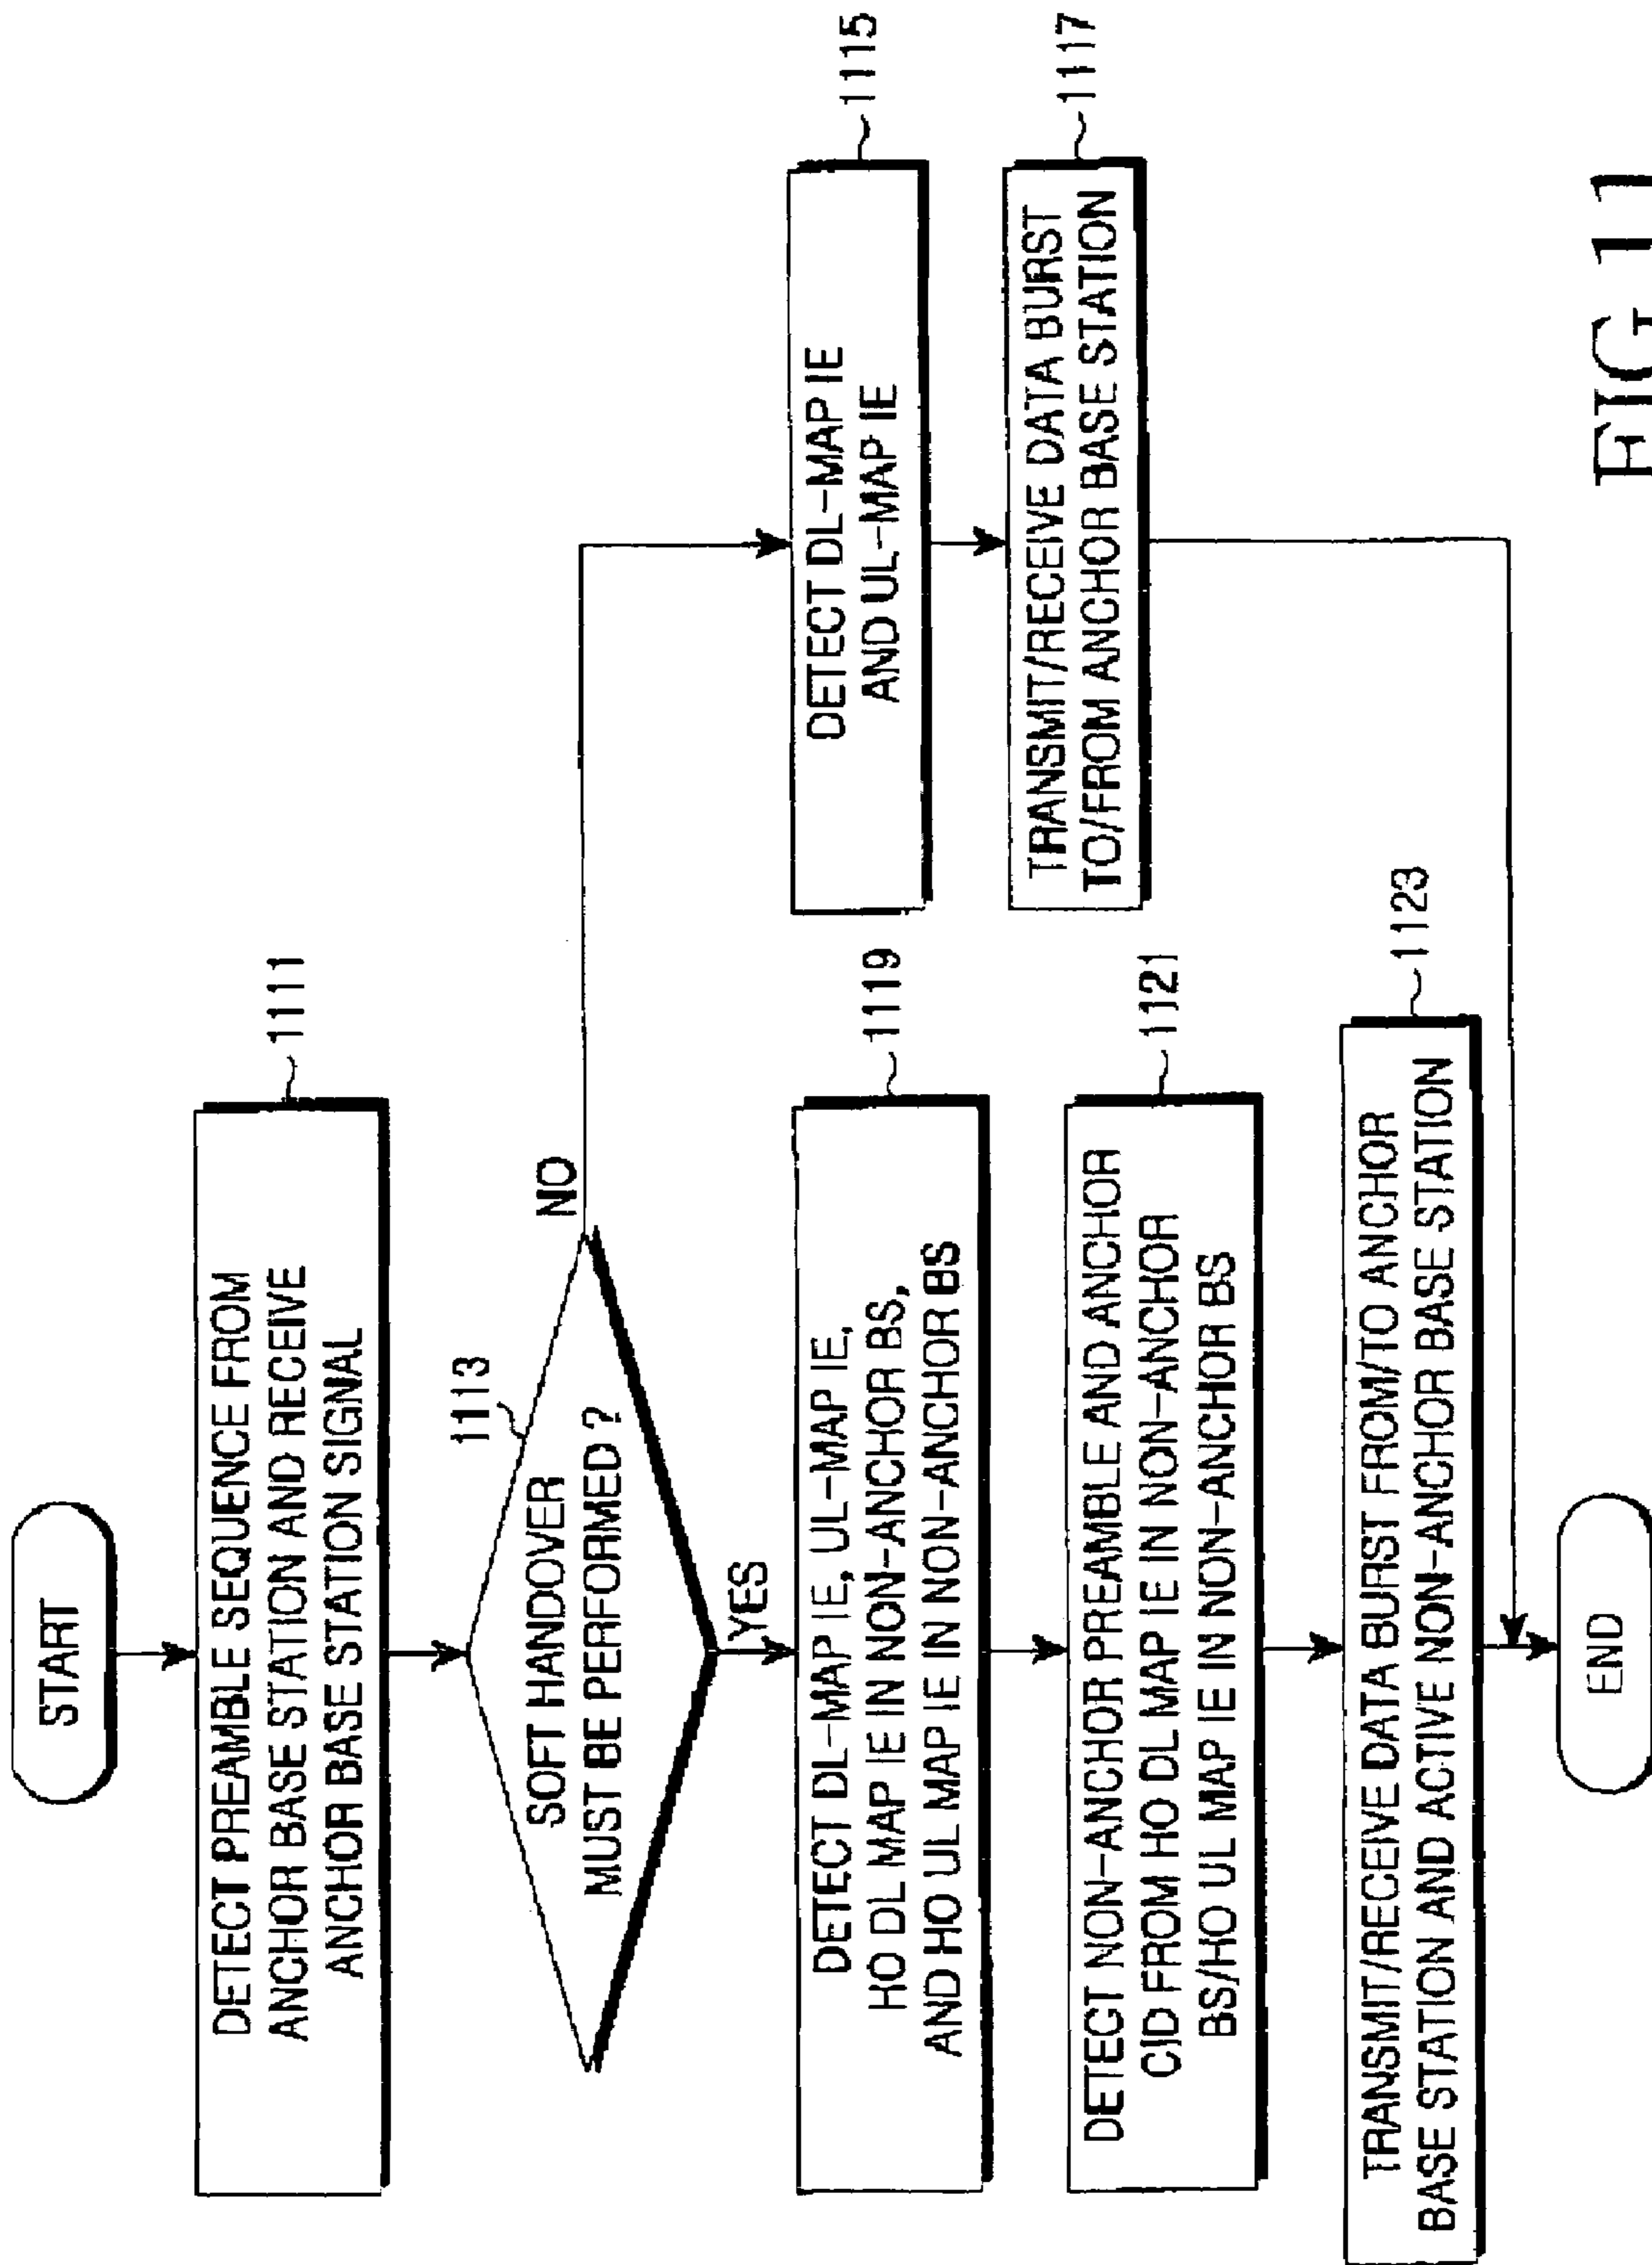 START
DETECT PREAMBLE SEQUENCE FROM
ANCHOR BASE STATION AND RECEIVE
ANCHOR BASE STATION SIGNAL
1111
SOFT HANDOVER
MUST BE PERFORMED ?
1113
NO
YES
DETECT DL-MAP IE
AND UL-MAP IE
1115
TRANSMIT/RECEIVE DATA BURST
TO/FROM ANCHOR BASE STATION
1117
DETECT DL-MAP IE, UL-MAP IE,
HO DL MAP IE IN NON-ANCHOR BS,
AND HO UL MAP IE IN NON-ANCHOR BS
1119
DETECT NON-ANCHOR PREAMBLE AND ANCHOR
CID FROM HO DL MAP IE IN NON-ANCHOR
BS/HO UL MAP IE IN NON-ANCHOR BS
1121
TRANSMIT/RECEIVE DATA BURST FROM/TO ANCHOR
BASE STATION AND ACTIVE NON-ANCHOR BASE STATION
1123
END
FIG 11